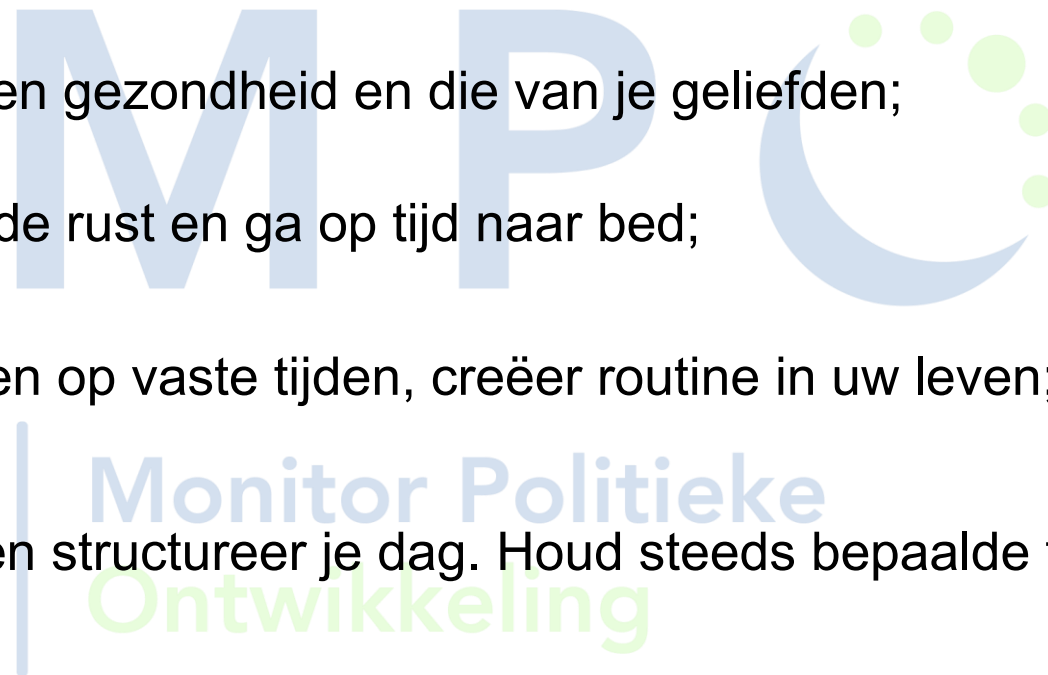 M P
en gezondheid en die van je geliefden;
de rust en ga op tijd naar bed;
en op vaste tijden, creëer routine in uw leven;
Monitor Politieke
en structureer je dag. Houd steeds bepaalde
Ontwikkeling